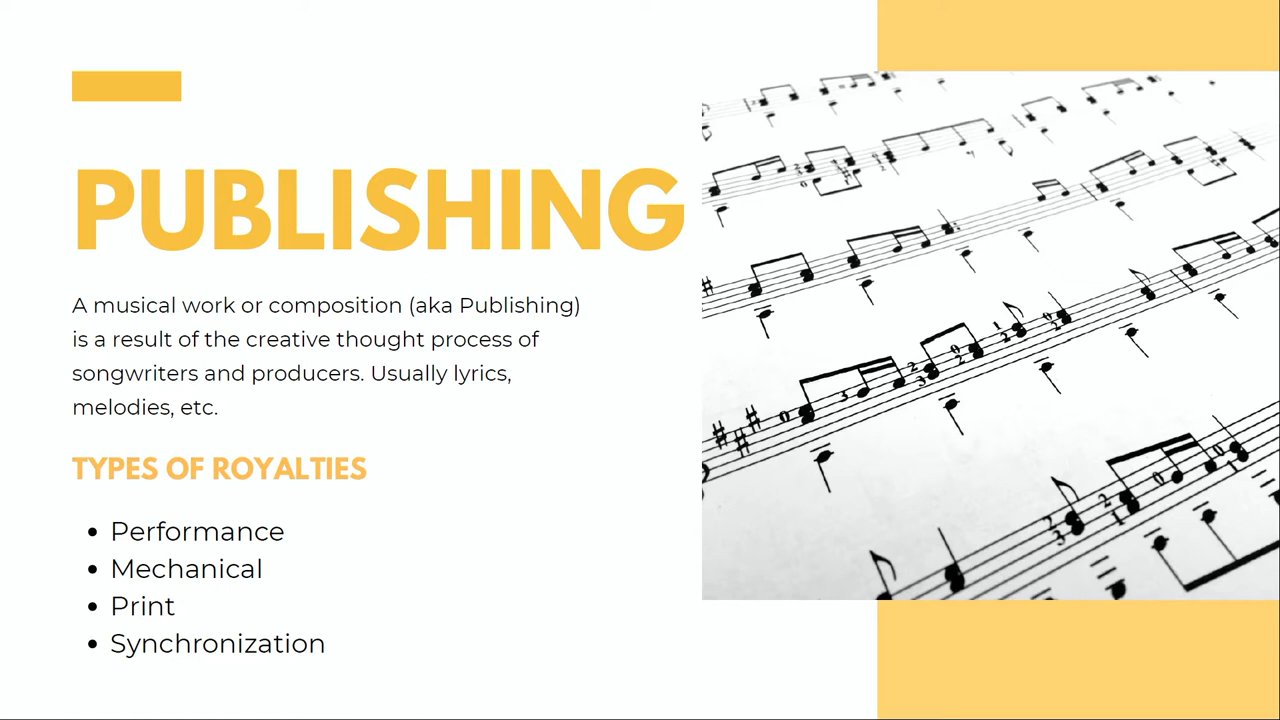 PUBLISHING
A musical work or composition (aka Publishing)
is a result of the creative thought process of
songwriters and producers. Usually lyrics,
melodies, etc.
TYPES OF ROYALTIES
• Performance
• Mechanical
• Print
• Synchronization